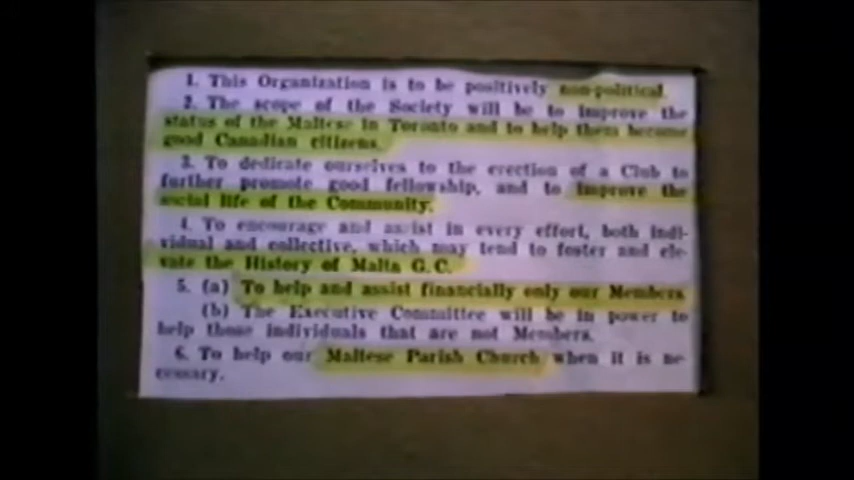 1. This Organization is to be positively non-political.
2. The scope of the Society will be to improve the
status of the Maltese in Toronto and to help them become
good Canadian citizens.
3. To dedicate ourselves to the erection of a Club to
further promote good fellowship, and to improve the
social life of the Community.
4. To encourage and assist in every effort, both indi-
vidual and collective, which may tend to foster and ele-
vate the History of Malta G.C.
5. (a) To help and assist financially only our Members
(b) The Executive Committee will be in power to
help those individuals that are not Members.
6. To help our Maltese Parish Church when it is ne-
cessary.